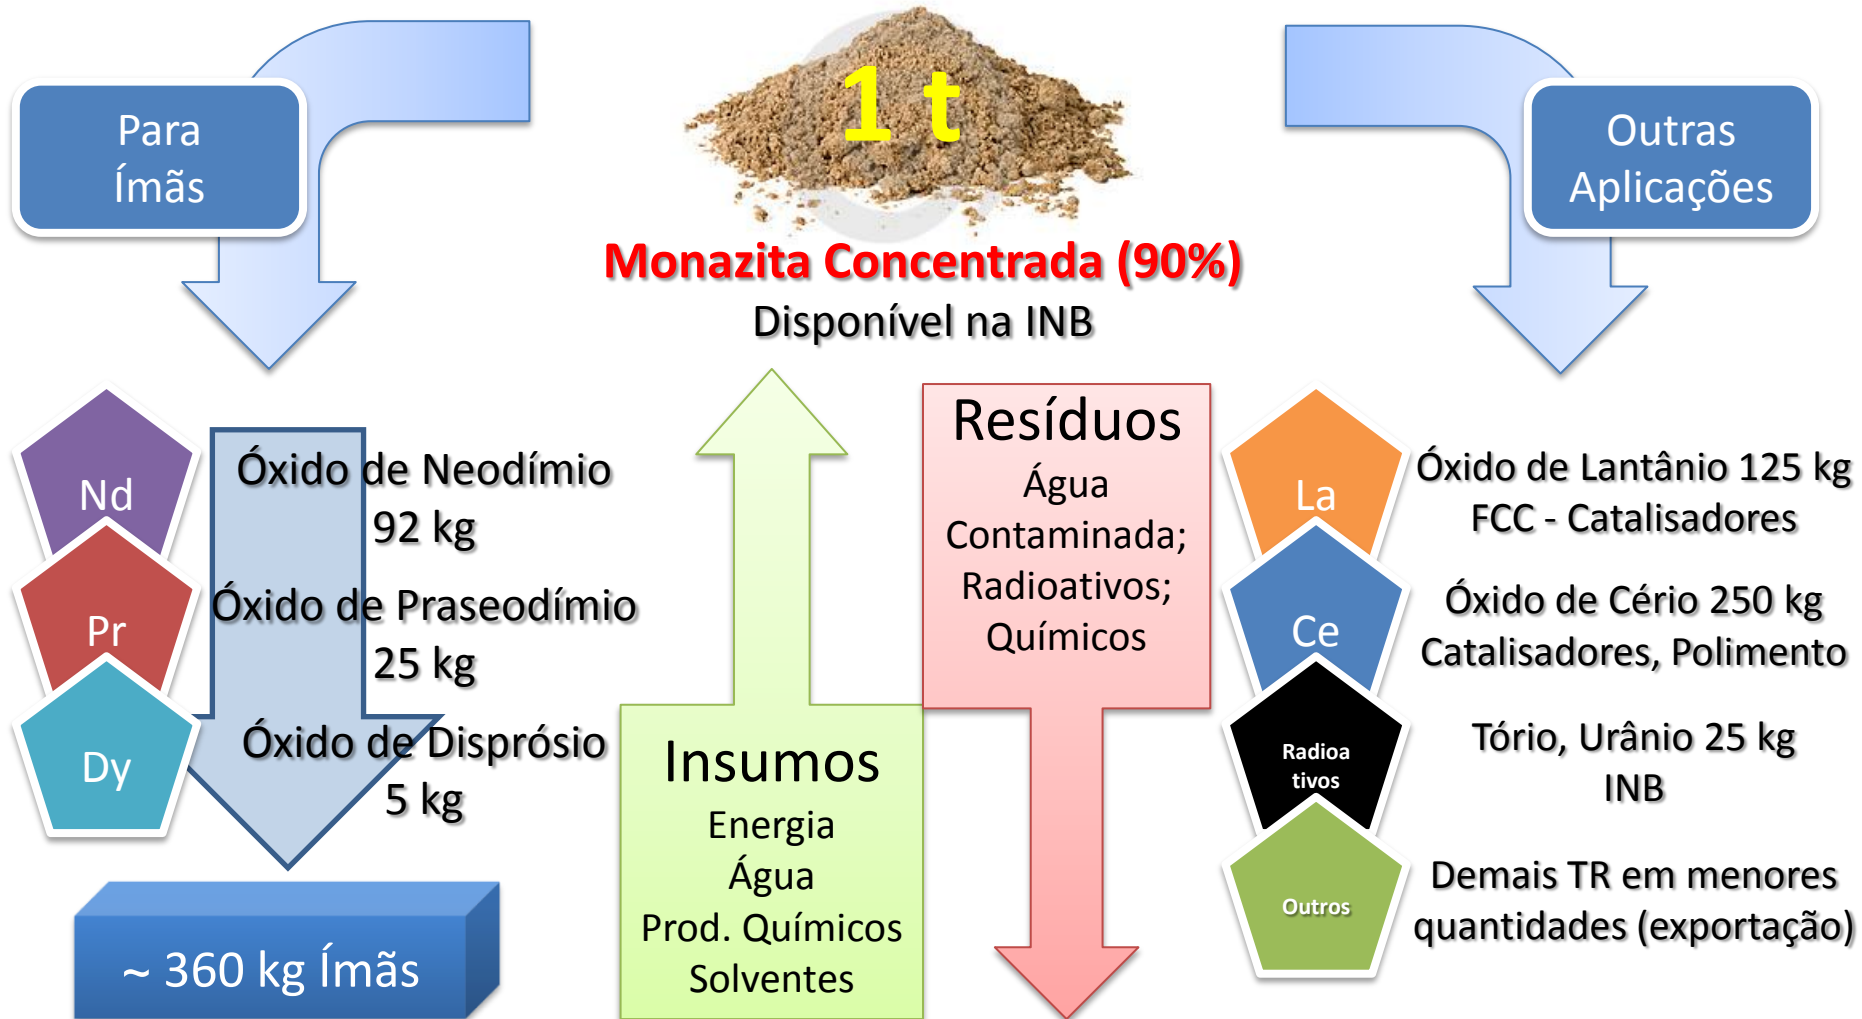 Para
Ímãs
1 t
Outras
Aplicações
Monazita Concentrada (90%)
Disponível na INB
Nd
Óxido de Neodímio
92 kg
Pr
Óxido de Praseodímio
25 kg
Dy
Óxido de Disprósio
5 kg
~ 360 kg Ímãs
Insumos
Energia
Água
Prod. Químicos
Solventes
Resíduos
Água
Contaminada;
Radioativos;
Químicos
La
Óxido de Lantânio 125 kg
FCC - Catalisadores
Ce
Óxido de Cério 250 kg
Catalisadores, Polimento
Radioa
tivos
Tório, Urânio 25 kg
INB
Outros
Demais TR em menores
quantidades (exportação)